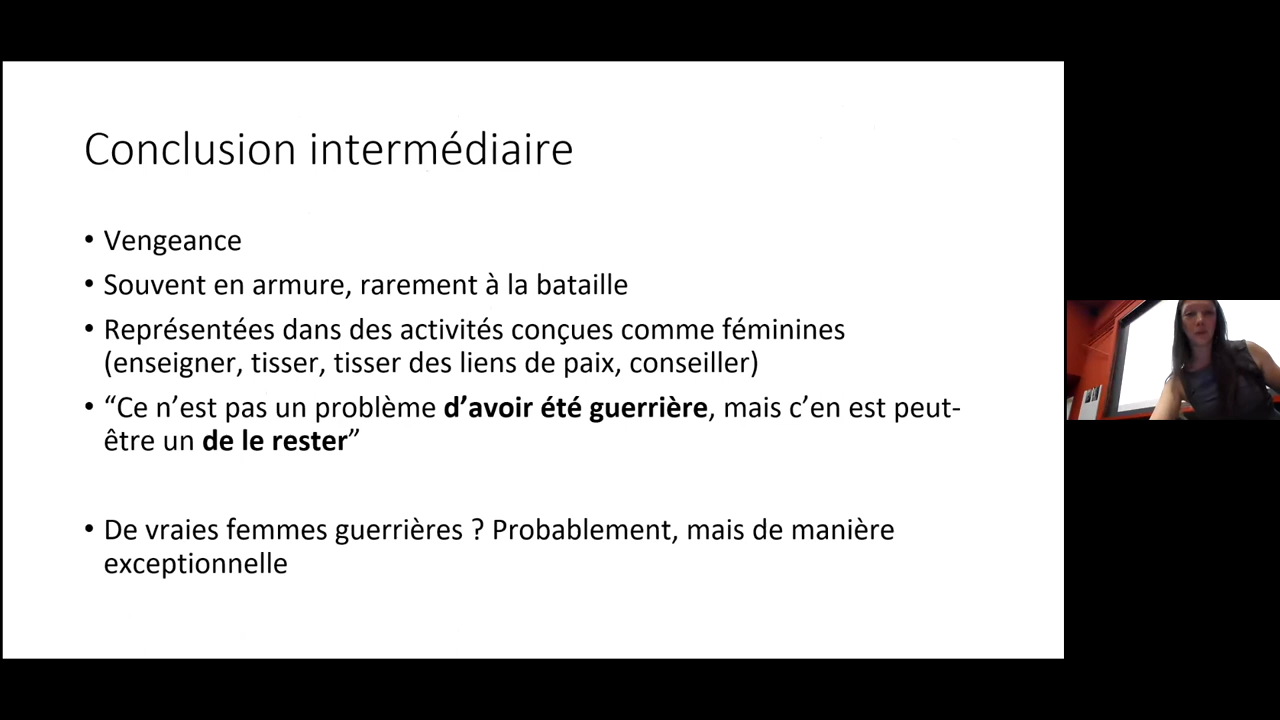 Conclusion intermédiaire
• Vengeance
• Souvent en armure, rarement à la bataille
• Représentées dans des activités conçues comme féminines
(enseigner, tisser, tisser des liens de paix, conseiller)
• “Ce n’est pas un problème d’avoir été guerrière, mais c’en est peut-
être un de le rester”
• De vraies femmes guerrières ? Probablement, mais de manière
exceptionnelle